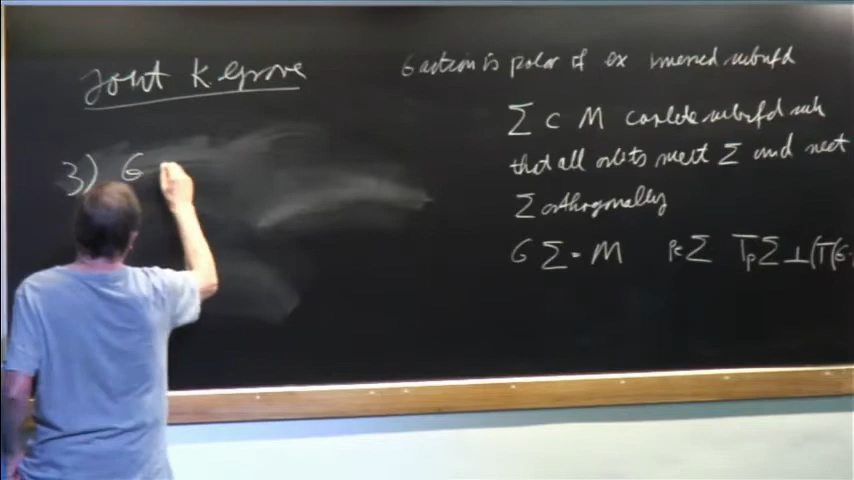 Joint K. Grove
3) G
G action is polar if ex immersed submfd
Σ ⊂ M complete submfd such
that all orbits meet Σ and meet
Σ orthogonally
G Σ = M p ∈ Σ T_p Σ ⊥ (T(G.